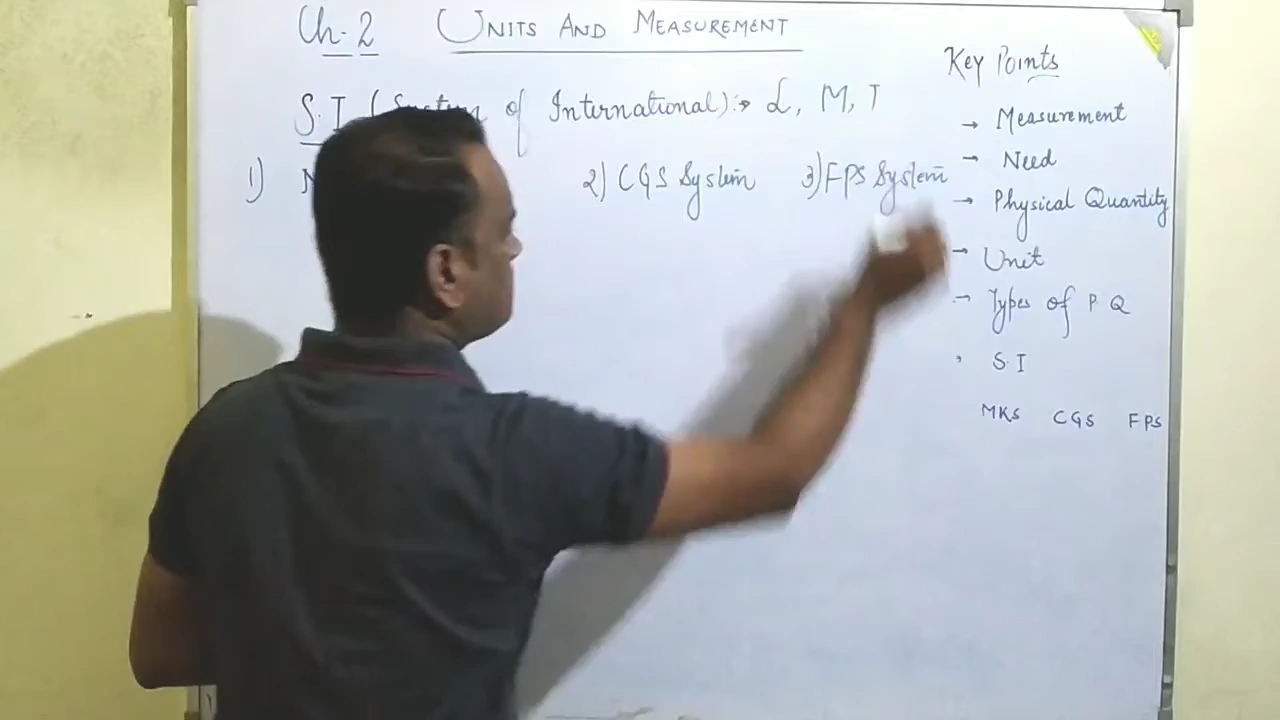 Ch-2 UNITS AND MEASUREMENT
S.I ( of International) :→ L, M, T
1) 2) CGS System 3) FPS System
Key Points
→ Measurement
→ Need
→ Physical Quantity
→ Unit
→ Types of P Q
S.I
MKS CGS FPS